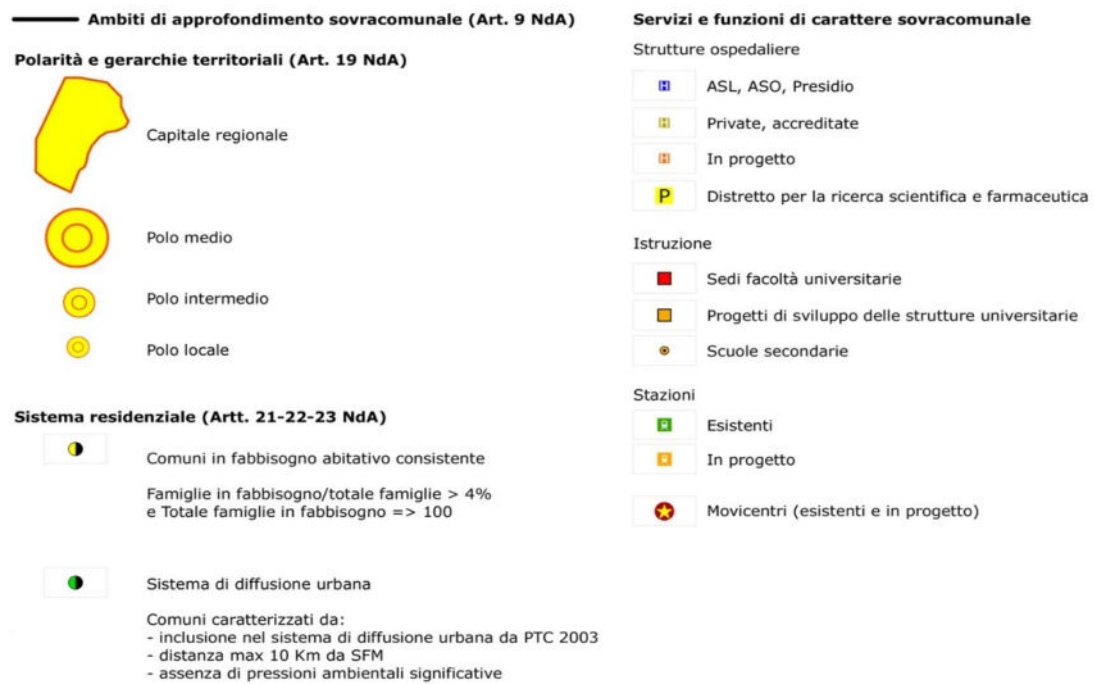 Ambiti di approfondimento sovracomunale (Art. 9 NdA)
Polarità e gerarchie territoriali (Art. 19 NdA)
Capitale regionale
Polo medio
Polo intermedio
Polo locale
Sistema residenziale (Artt. 21-22-23 NdA)
Comuni in fabbisogno abitativo consistente
Famiglie in fabbisogno/totale famiglie > 4%
e Totale famiglie in fabbisogno => 100
Sistema di diffusione urbana
Comuni caratterizzati da:
- inclusione nel sistema di diffusione urbana da PTC 2003
- distanza max 10 Km da SFM
- assenza di pressioni ambientali significative
Servizi e funzioni di carattere sovracomunale
Strutture ospedaliere
H ASL, ASO, Presidio
H Private, accreditate
H In progetto
P Distretto per la ricerca scientifica e farmaceutica
Istruzione
Sedi facoltà universitarie
Progetti di sviluppo delle strutture universitarie
Scuole secondarie
Stazioni
Esistenti
In progetto
Movicentri (esistenti e in progetto)